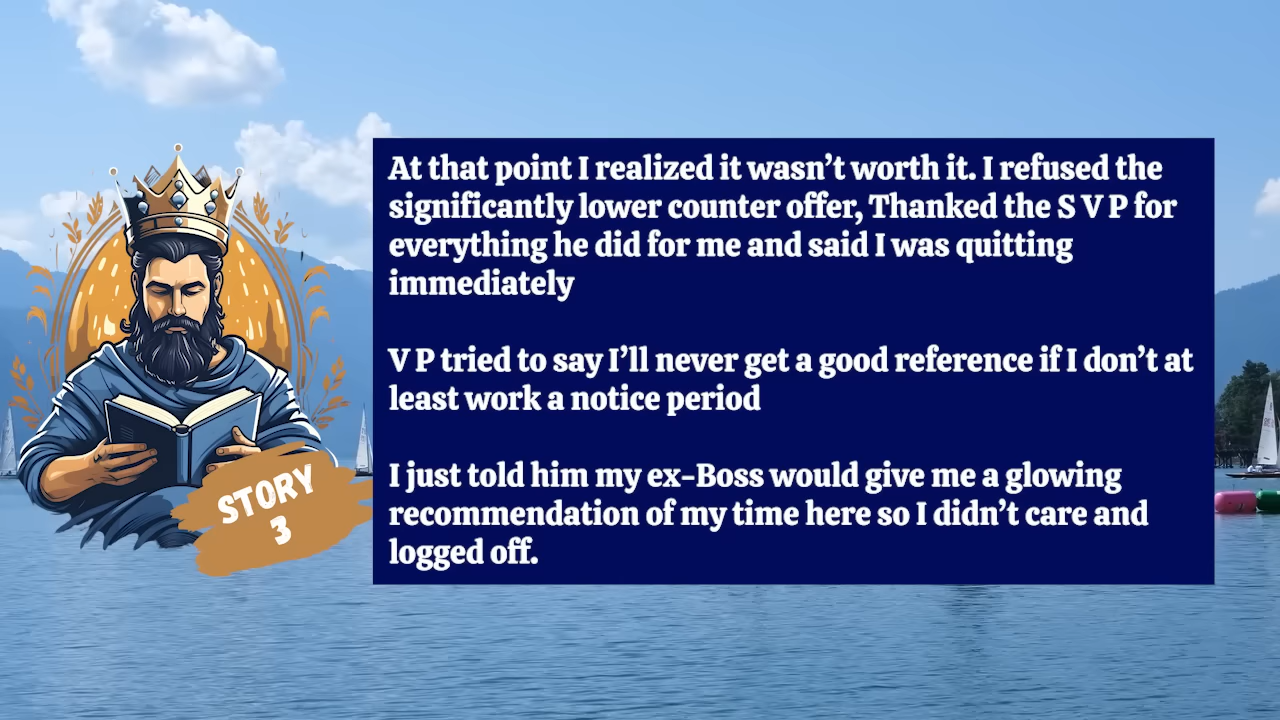 At that point I realized it wasn’t worth it. I refused the
significantly lower counter offer, Thanked the S V P for
everything he did for me and said I was quitting
immediately
V P tried to say I’ll never get a good reference if I don’t at
least work a notice period
I just told him my ex-Boss would give me a glowing
recommendation of my time here so I didn’t care and
logged off.
STORY
3